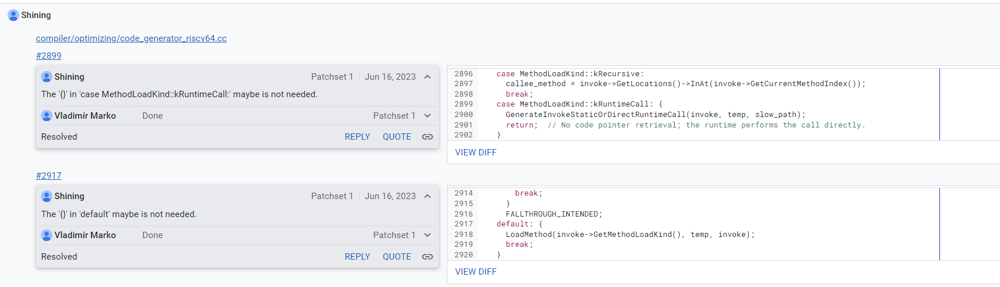 Shining
compiler/optimizing/code_generator_riscv64.cc
#2899
Shining Patchset 1 Jun 16, 2023
The '{}' in 'case MethodLoadKind::kRuntimeCall:' maybe is not needed.
Vladimír Marko Done Patchset 1
Resolved REPLY QUOTE
2896 case MethodLoadKind::kRecursive:
2897 callee_method = invoke->GetLocations()->InAt(invoke->GetCurrentMethodIndex());
2898 break;
2899 case MethodLoadKind::kRuntimeCall: {
2900 GenerateInvokeStaticOrDirectRuntimeCall(invoke, temp, slow_path);
2901 return; // No code pointer retrieval; the runtime performs the call directly.
2902 }
VIEW DIFF
#2917
Shining Patchset 1 Jun 16, 2023
The '{}' in 'default' maybe is not needed.
Vladimír Marko Done Patchset 1
Resolved REPLY QUOTE
2914 break;
2915 }
2916 FALLTHROUGH_INTENDED;
2917 default: {
2918 LoadMethod(invoke->GetMethodLoadKind(), temp, invoke);
2919 break;
2920 }
VIEW DIFF